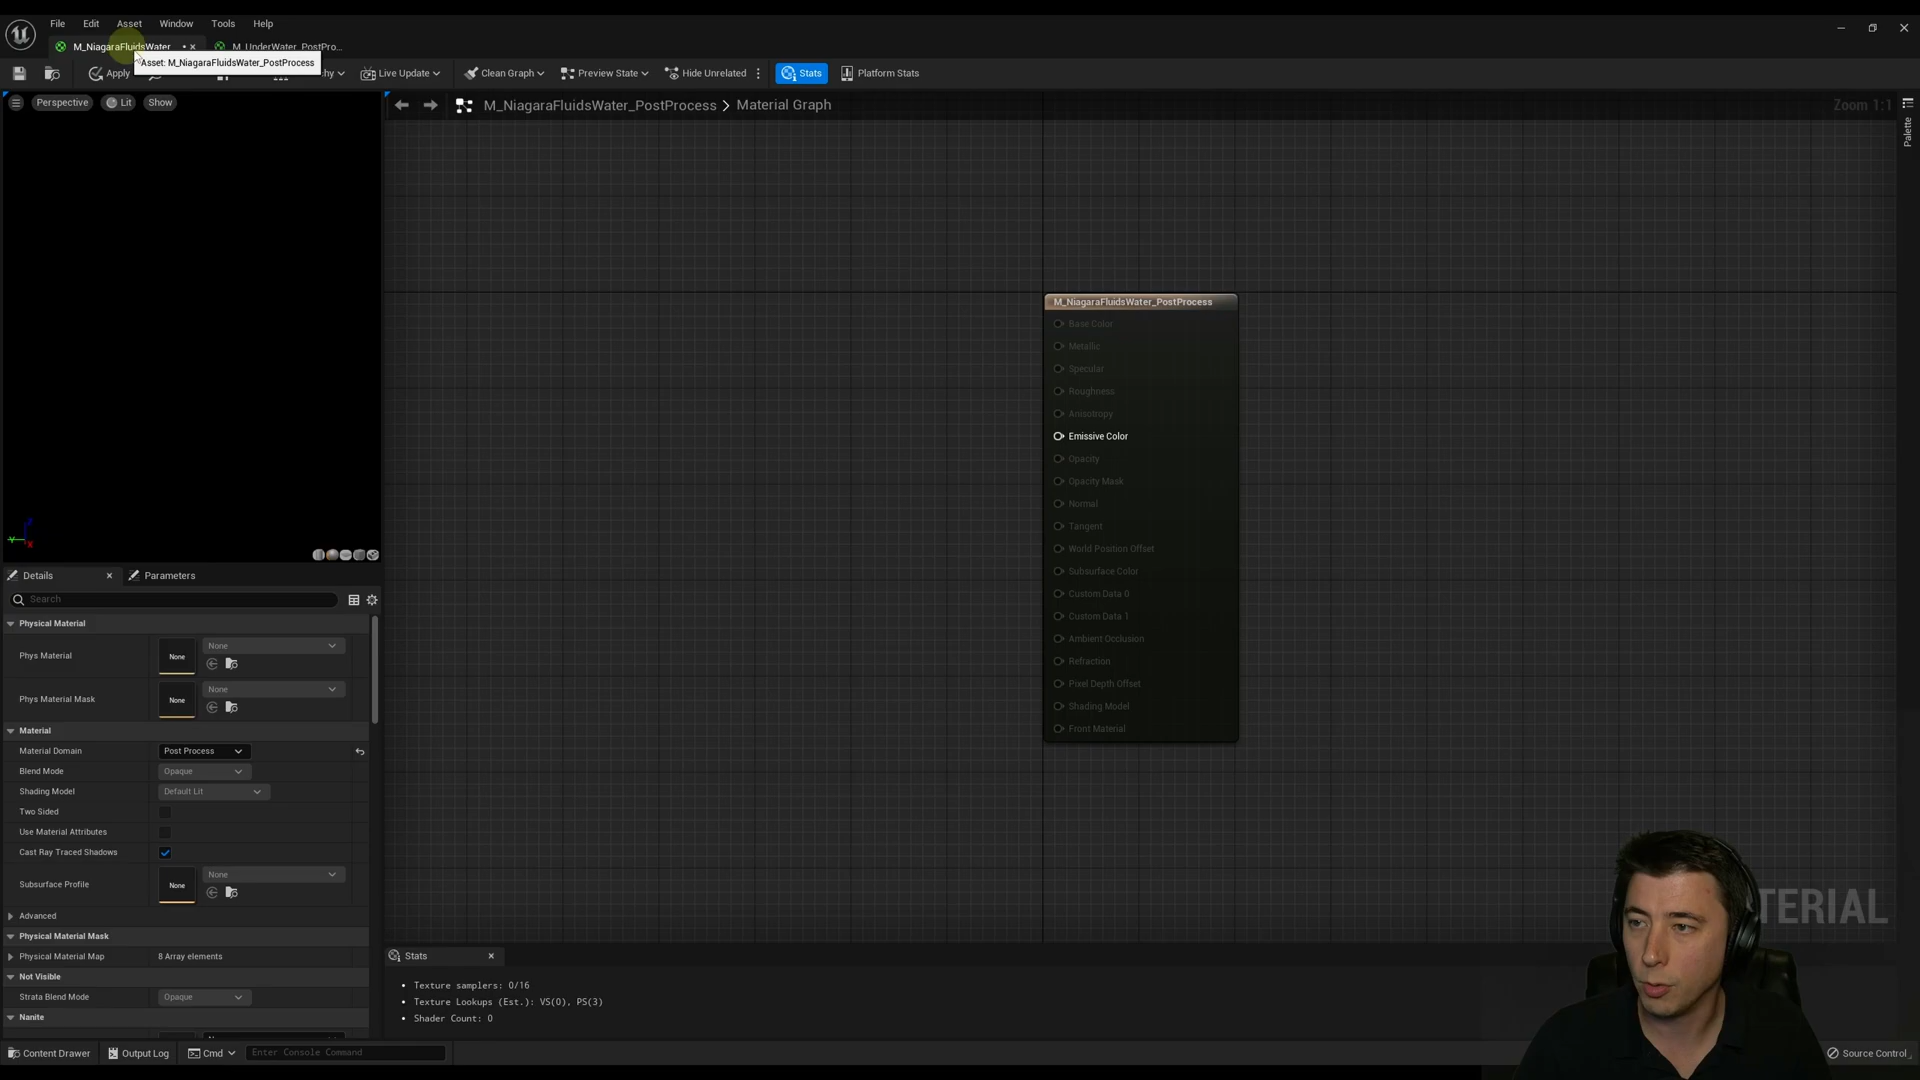 File Edit Asset Window Tools Help
M_NiagaraFluidsWater M_UnderWater_PostPro...
Asset: M_NiagaraFluidsWater_PostProcess
Apply Live Update Clean Graph Preview State Hide Unrelated Stats Platform Stats
Perspective Lit Show
M_NiagaraFluidsWater_PostProcess > Material Graph
Zoom 1:1
Palette
M_NiagaraFluidsWater_PostProcess
Base Color
Metallic
Specular
Roughness
Anisotropy
Emissive Color
Opacity
Opacity Mask
Normal
Tangent
World Position Offset
Subsurface Color
Custom Data 0
Custom Data 1
Ambient Occlusion
Refraction
Pixel Depth Offset
Shading Model
Front Material
Y Z X
Details Parameters
Search
Physical Material
Phys Material None None
Phys Material Mask None None
Material
Material Domain Post Process
Blend Mode Opaque
Shading Model Default Lit
Two Sided
Use Material Attributes
Cast Ray Traced Shadows
Subsurface Profile None None
Advanced
Physical Material Mask
Physical Material Map 8 Array elements
Not Visible
Strata Blend Mode Opaque
Nanite
TERIAL
Stats
Texture samplers: 0/16
Texture Lookups (Est.): VS(0), PS(3)
Shader Count: 0
Content Drawer Output Log Cmd Enter Console Command Source Control